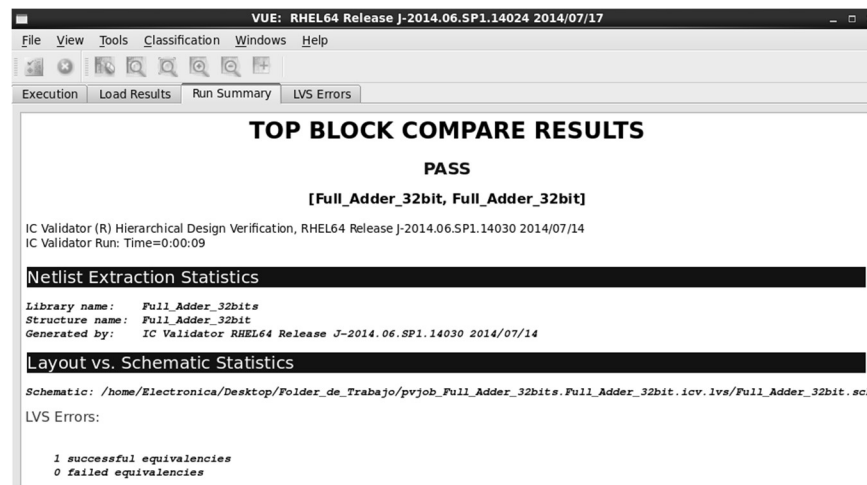 VUE: RHEL64 Release J-2014.06.SP1.14024 2014/07/17
File View Tools Classification Windows Help
Execution Load Results Run Summary LVS Errors
TOP BLOCK COMPARE RESULTS
PASS
[Full_Adder_32bit, Full_Adder_32bit]
IC Validator (R) Hierarchical Design Verification, RHEL64 Release J-2014.06.SP1.14030 2014/07/14
IC Validator Run: Time=0:00:09
Netlist Extraction Statistics
Library name: Full_Adder_32bits
Structure name: Full_Adder_32bit
Generated by: IC Validator RHEL64 Release J-2014.06.SP1.14030 2014/07/14
Layout vs. Schematic Statistics
Schematic: /home/Electronica/Desktop/Folder_de_Trabajo/pvjob_Full_Adder_32bits.Full_Adder_32bit.icv.lvs/Full_Adder_32bit.sc
LVS Errors:
1 successful equivalencies
0 failed equivalencies